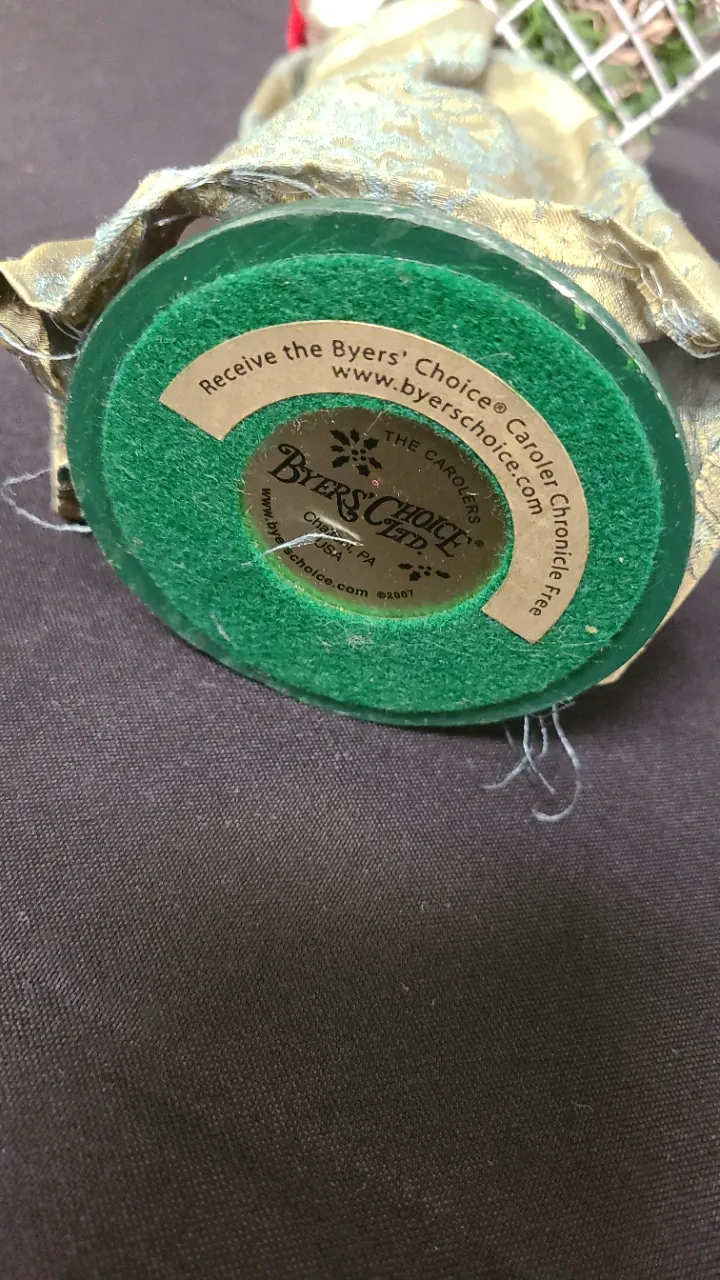 Receive the Byers' Choice® Caroler Chronicle Free
www.byerschoice.com
THE CAROLERS
BYERS' CHOICE®
LTD.
PA
USA
www.byerschoice.com ©2007